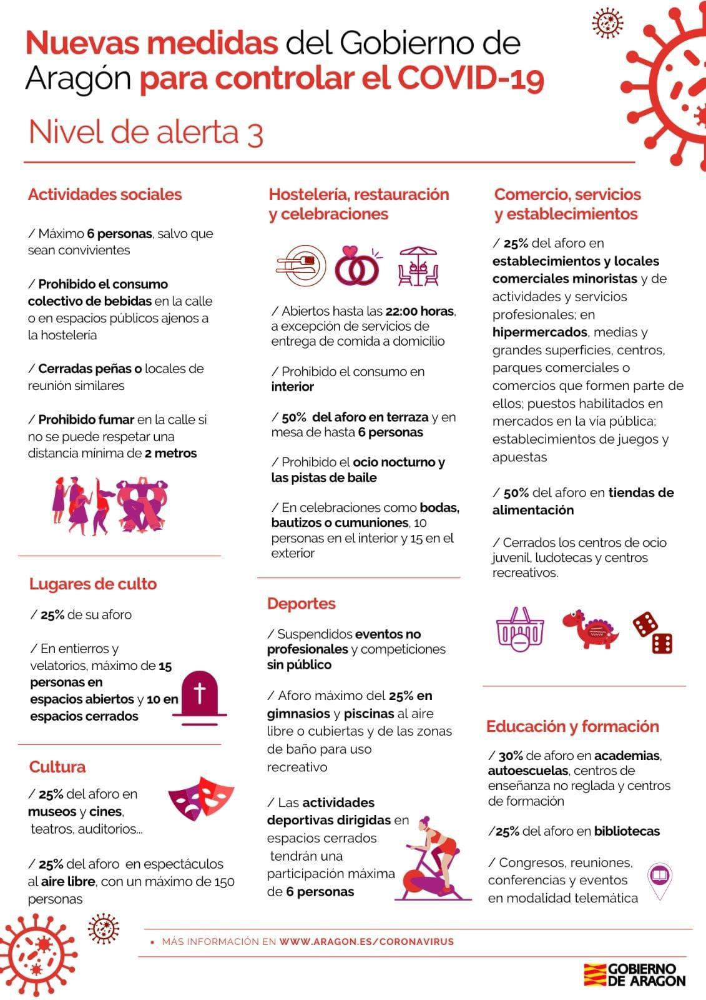 Nuevas medidas del Gobierno de
Aragón para controlar el COVID-19
Nivel de alerta 3
Actividades sociales
/ Máximo 6 personas, salvo que
sean convivientes
/ Prohibido el consumo
colectivo de bebidas en la calle
o en espacios públicos ajenos a
la hostelería
/ Cerradas peñas o locales de
reunión similares
/ Prohibido fumar en la calle si
no se puede respetar una
distancia mínima de 2 metros
Lugares de culto
/ 25% de su aforo
/ En entierros y
velatorios, máximo de 15
personas en
espacios abiertos y 10 en
espacios cerrados
Cultura
/ 25% del aforo en
museos y cines,
teatros, auditorios...
/ 25% del aforo en espectáculos
al aire libre, con un máximo de 150
personas
Hostelería, restauración
y celebraciones
/ Abiertos hasta las 22:00 horas,
a excepción de servicios de
entrega de comida a domicilio
/ Prohibido el consumo en
interior
/ 50% del aforo en terraza y en
mesa de hasta 6 personas
/ Prohibido el ocio nocturno y
las pistas de baile
/ En celebraciones como bodas,
bautizos o cumuniones, 10
personas en el interior y 15 en el
exterior
Deportes
/ Suspendidos eventos no
profesionales y competiciones
sin público
/ Aforo máximo del 25% en
gimnasios y piscinas al aire
libre o cubiertas y de las zonas
de baño para uso
recreativo
/ Las actividades
deportivas dirigidas en
espacios cerrados
tendrán una
participación máxima
de 6 personas
Comercio, servicios
y establecimientos
/ 25% del aforo en
establecimientos y locales
comerciales minoristas y de
actividades y servicios
profesionales; en
hipermercados, medias y
grandes superficies, centros,
parques comerciales o
comercios que formen parte de
ellos; puestos habilitados en
mercados en la vía pública;
establecimientos de juegos y
apuestas
/ 50% del aforo en tiendas de
alimentación
/ Cerrados los centros de ocio
juvenil, ludotecas y centros
recreativos.
Educación y formación
/ 30% de aforo en academias,
autoescuelas, centros de
enseñanza no reglada y centros
de formación
/25% del aforo en bibliotecas
/ Congresos, reuniones,
conferencias y eventos
en modalidad telemática
• MÁS INFORMACIÓN EN WWW.ARAGON.ES/CORONAVIRUS
GOBIERNO
DE ARAGON